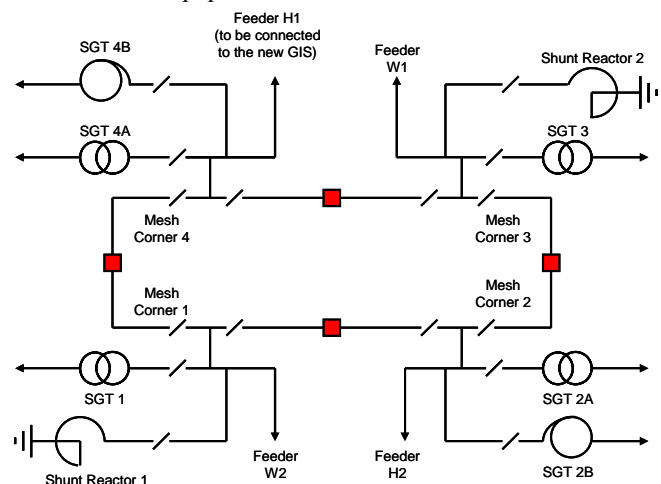 Feeder H1
(to be connected
to the new GIS)
SGT 4B
Feeder
W1
Shunt Reactor 2
SGT 4A
SGT 3
Mesh
Corner 4
Mesh
Corner 3
Mesh
Corner 1
Mesh
Corner 2
SGT 1
SGT 2A
Feeder
W2
Feeder
H2
SGT 2B
Shunt Reactor 1